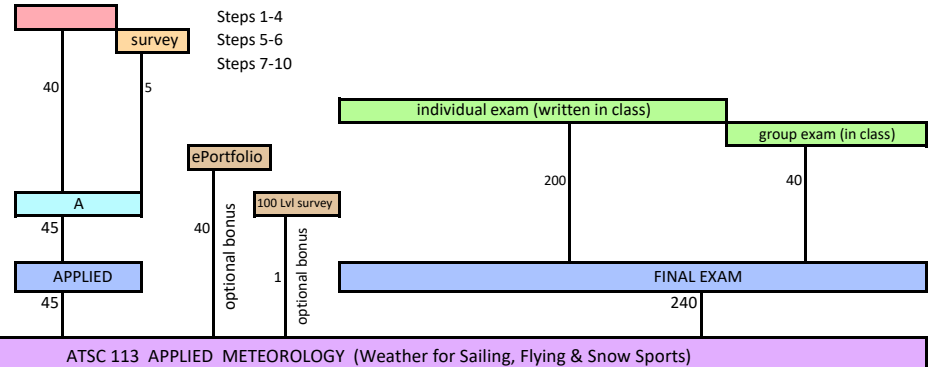 Steps 1-4
survey
Steps 5-6
Steps 7-10
40
5
individual exam (written in class)
group exam (in class)
ePortfolio
200
40
A
100 Lvl survey
45
40
optional bonus
1
optional bonus
APPLIED
FINAL EXAM
45
240
ATSC 113 APPLIED METEOROLOGY (Weather for Sailing, Flying & Snow Sports)